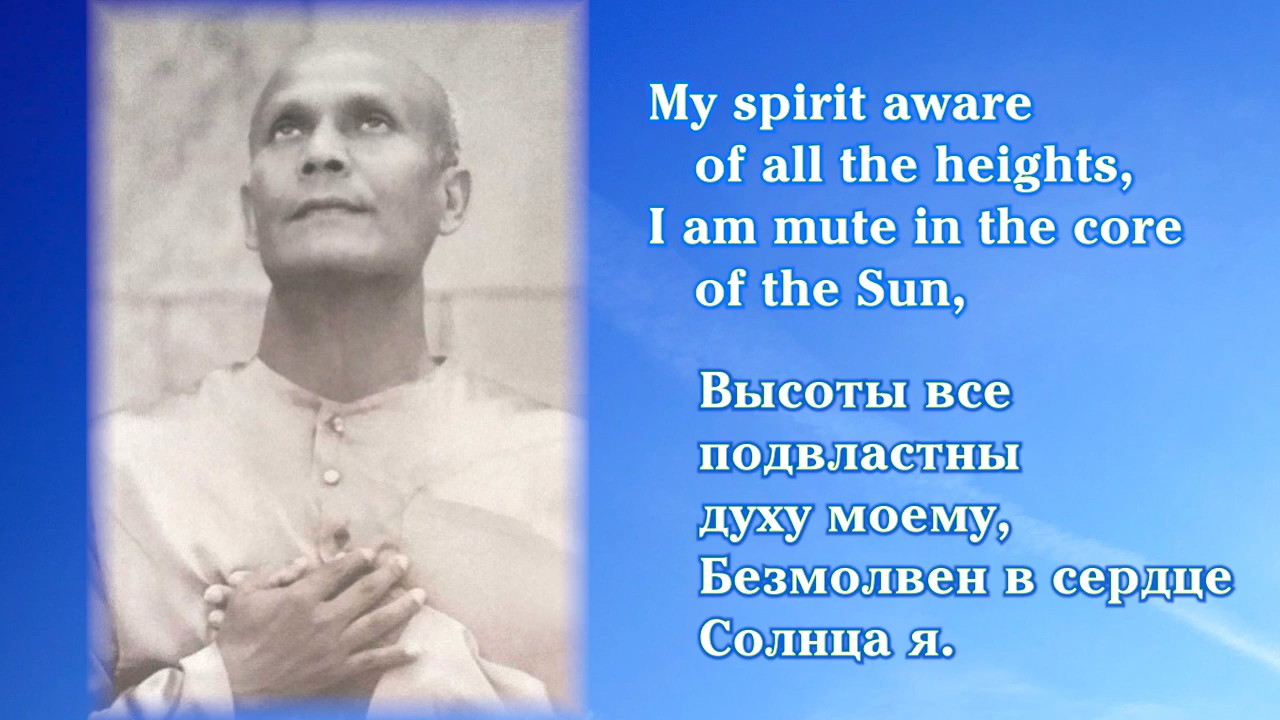 My spirit aware
of all the heights,
I am mute in the core
of the Sun,
Высоты все
подвластны
духу моему,
Безмолвен в сердце
Солнца я.